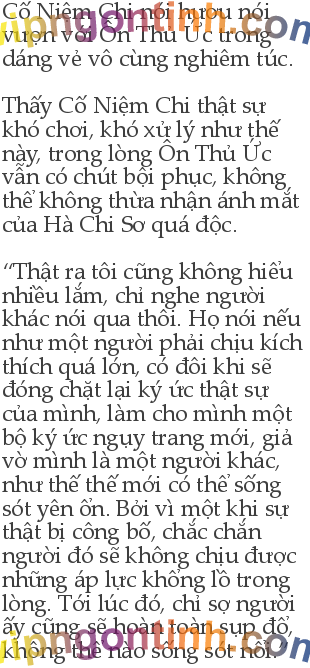 Cố Niệm Chi nói hươu nói
vượn với Ôn Thủ Ức trong
dáng vẻ vô cùng nghiêm túc.
Thấy Cố Niệm Chi thật sự
khó chơi, khó xử lý như thế
này, trong lòng Ôn Thủ Ức
vẫn có chút bội phục, không
thể không thừa nhận ánh mắt
của Hà Chi Sơ quá độc.
“Thật ra tôi cũng không hiểu
nhiều lắm, chỉ nghe người
khác nói qua thôi. Họ nói nếu
như một người phải chịu kích
thích quá lớn, có đôi khi sẽ
đóng chặt lại ký ức thật sự
của mình, làm cho mình một
bộ ký ức ngụy trang mới, giả
vờ mình là một người khác,
như thế thế mới có thể sống
sót yên ổn. Bởi vì một khi sự
thật bị công bố, chắc chắn
người đó sẽ không chịu được
những áp lực khổng lồ trong
lòng. Tới lúc đó, chỉ sợ người
ấy cũng sẽ hoàn toàn sụp đổ,
không thể nào sống sót nổi.”
vipngontinh.com
vipngontinh.com